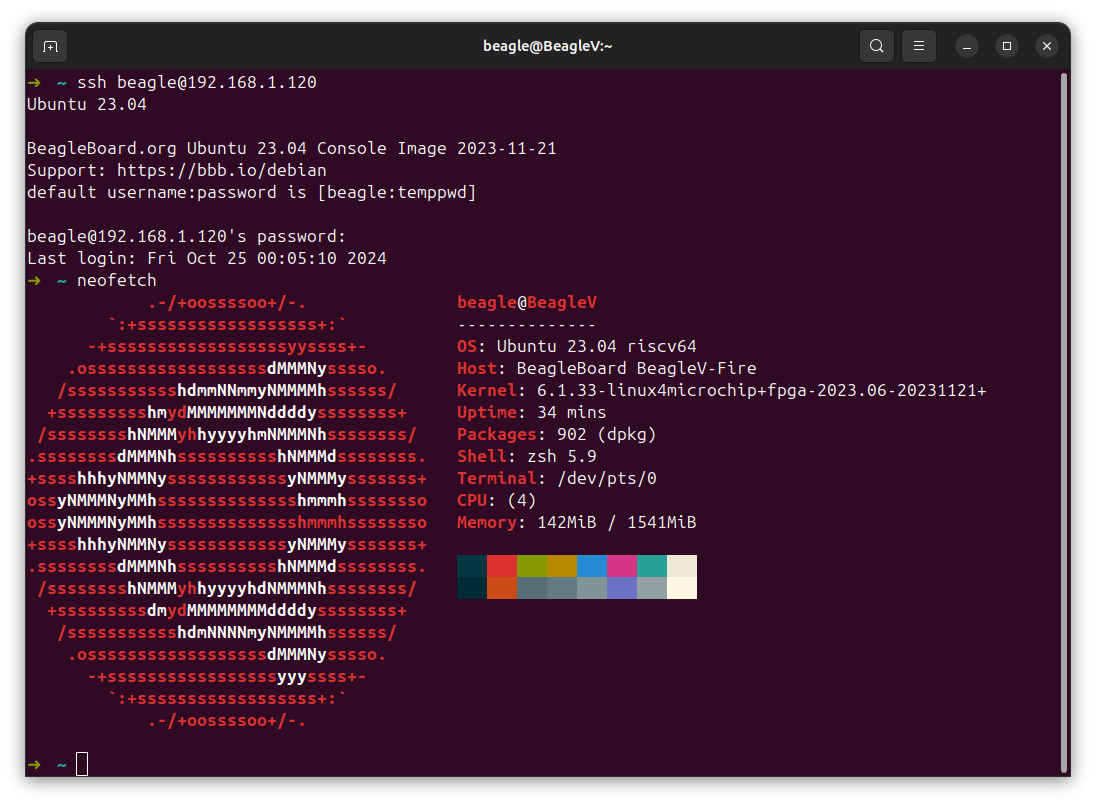 beagle@BeagleV:~
➜  ~ ssh beagle@192.168.1.120
Ubuntu 23.04

BeagleBoard.org Ubuntu 23.04 Console Image 2023-11-21
Support: https://bbb.io/debian
default username:password is [beagle:temppwd]

beagle@192.168.1.120's password:
Last login: Fri Oct 25 00:05:10 2024
➜  ~ neofetch
            .-/+oossssoo+/-.               beagle@BeagleV
        `:+ssssssssssssssssss+:`           --------------
      -+ssssssssssssssssssyyssss+-         OS: Ubuntu 23.04 riscv64
    .ossssssssssssssssssdMMMNysssso.       Host: BeagleBoard BeagleV-Fire
   /ssssssssssshdmmNNmmyNMMMMhssssss/      Kernel: 6.1.33-linux4microchip+fpga-2023.06-20231121+
  +ssssssssshmydMMMMMMMNddddyssssssss+     Uptime: 34 mins
 /sssssssshNMMMyhhyyyyhmNMMMNhssssssss/    Packages: 902 (dpkg)
.ssssssssdMMMNhsssssssssshNMMMdssssssss.   Shell: zsh 5.9
+sssshhhyNMMNyssssssssssssyNMMMysssssss+   Terminal: /dev/pts/0
ossyNMMMNyMMhsssssssssssssshmmmhssssssso   CPU: (4)
ossyNMMMNyMMhsssssssssssssshmmmhssssssso   Memory: 142MiB / 1541MiB
+sssshhhyNMMNyssssssssssssyNMMMysssssss+
.ssssssssdMMMNhsssssssssshNMMMdssssssss.
 /sssssssshNMMMyhhyyyyhdNMMMNhssssssss/
  +sssssssssdmydMMMMMMMMddddyssssssss+
   /ssssssssssshdmNNNNmyNMMMMhssssss/
    .ossssssssssssssssssdMMMNysssso.
      -+sssssssssssssssssyyyssss+-
        `:+ssssssssssssssssss+:`
            .-/+oossssoo+/-.

➜  ~